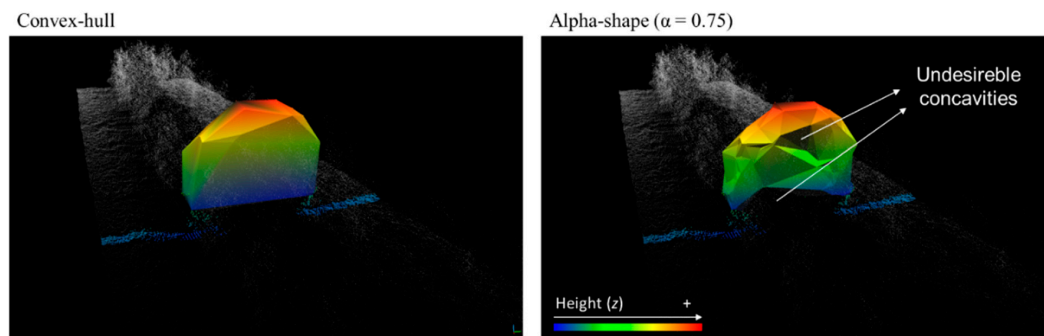 Convex-hull
Alpha-shape (α = 0.75)
Undesireble
concavities
Height (z) +